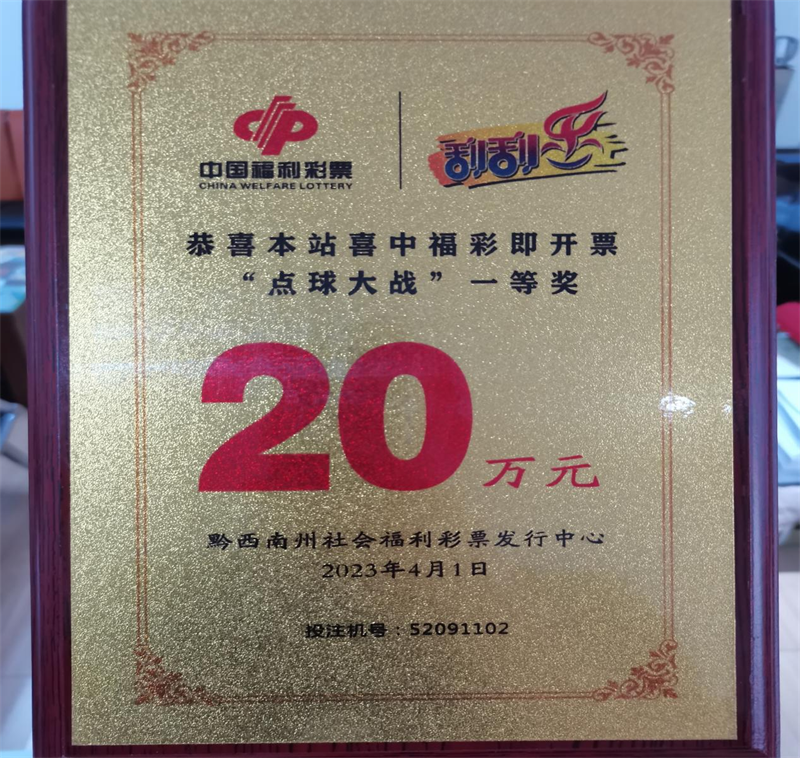 中国福利彩票
CHINA WELFARE LOTTERY
刮刮乐
恭喜本站喜中福彩即开票
“点球大战”一等奖
20万元
黔西南州社会福利彩票发行中心
2023年4月1日
投注机号：52091102